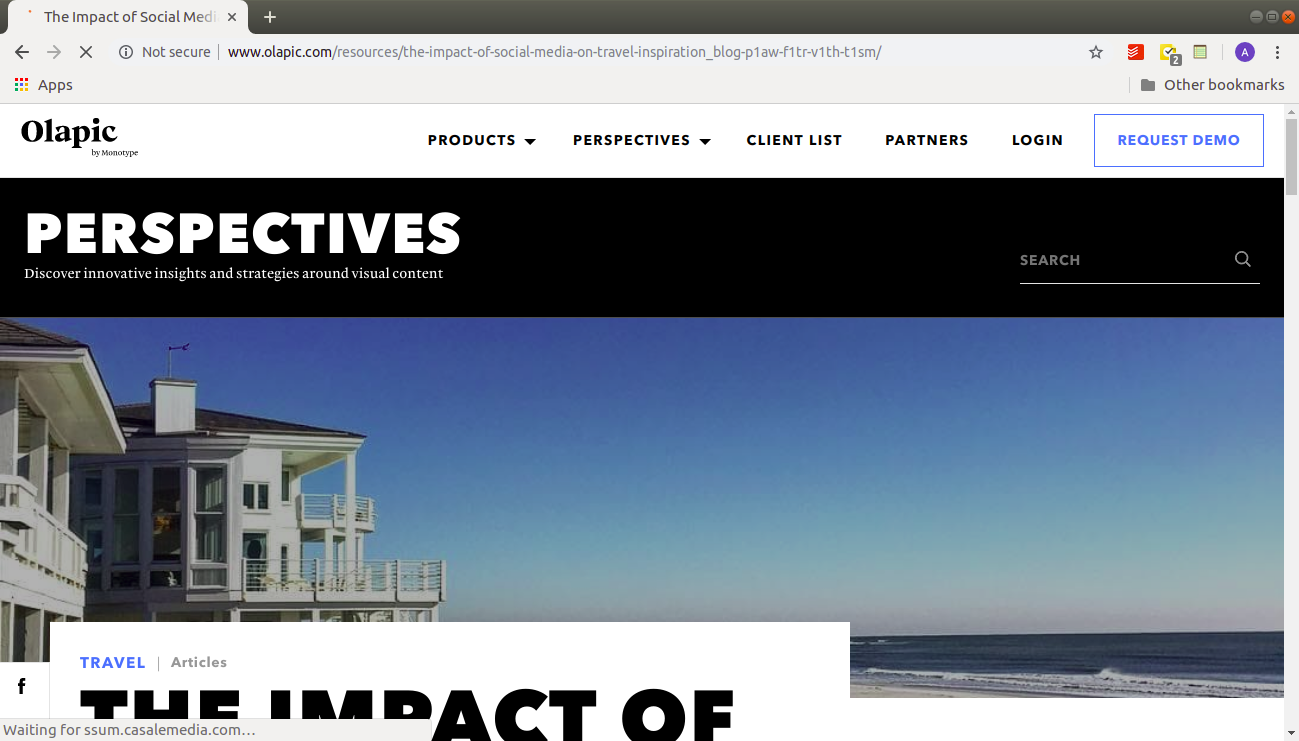 The Impact of Social Medi
Not secure
www.olapic.com/resources/the-impact-of-social-media-on-travel-inspiration_blog-p1aw-f1tr-v1th-t1sm/
2
A
Apps
Other bookmarks
Olapic
by Monotype
PRODUCTS
PERSPECTIVES
CLIENT LIST
PARTNERS
LOGIN
REQUEST DEMO
PERSPECTIVES
Discover innovative insights and strategies around visual content
SEARCH
TRAVEL | Articles
f
THE IMPACT OF
Waiting for ssum.casalemedia.com...